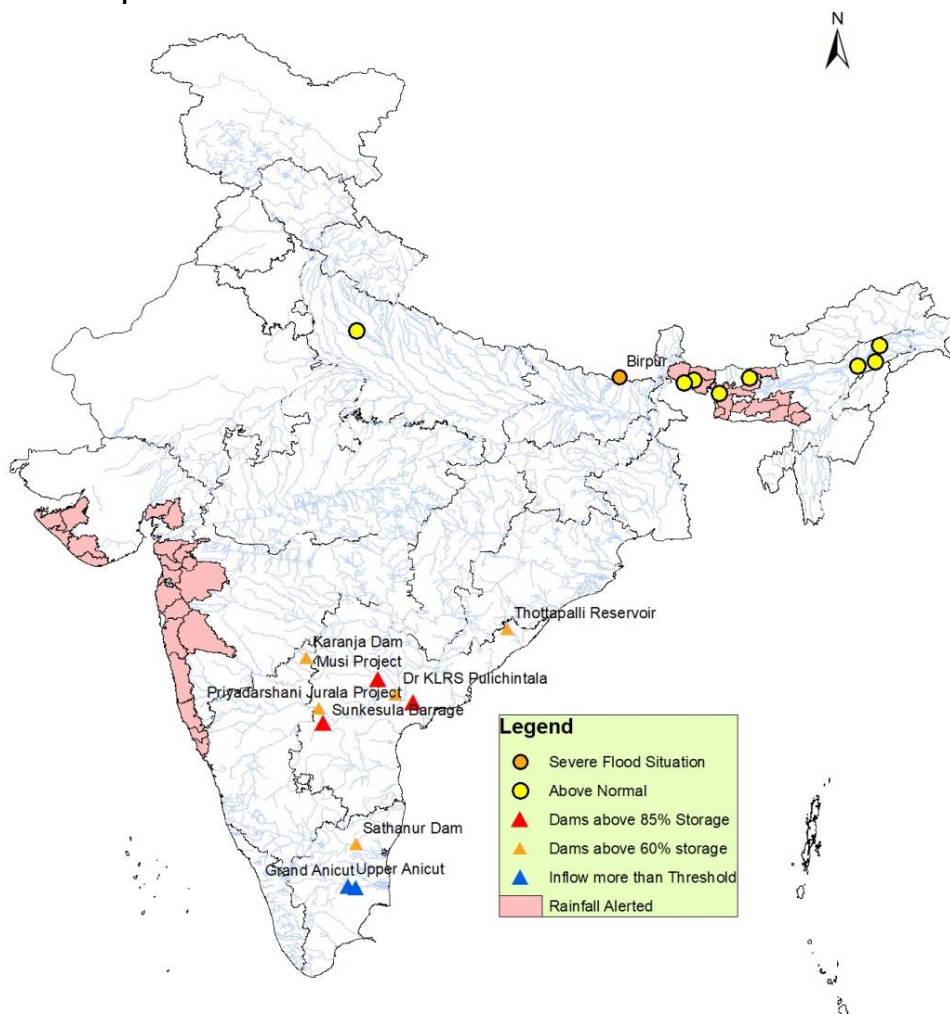 N
Birpur
Thottapalli Reservoir
Karanja Dam
Musi Project
Dr KLRS Pulichintala
Priyadarshani Jurala Project
Sunkesula Barrage
Legend
Severe Flood Situation
Above Normal
Dams above 85% Storage
Dams above 60% storage
Inflow more than Threshold
Rainfall Alerted
Sathanur Dam
Grand Anicut Upper Anicut